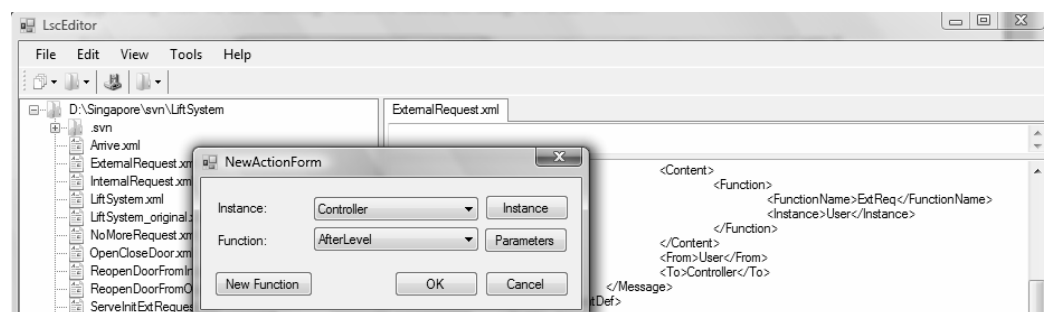 LscEditor
File Edit View Tools Help
D:\Singapore\svn\LiftSystem
.svn
Arrive.xml
ExternalRequest.xm
InternalRequest.xm
LiftSystem.xml
LiftSystem_original.
NoMoreRequest.xm
OpenCloseDoor.xm
ReopenDoorFromIn
ReopenDoorFromO
ServeInitExtReques
NewActionForm
Instance: Controller Instance
Function: AfterLevel Parameters
New Function OK Cancel
ExternalRequest.xml
<Content>
<Function>
<FunctionName>ExtReq</FunctionName>
<Instance>User</Instance>
</Function>
</Content>
<From>User</From>
<To>Controller</To>
</Message>
tDef>